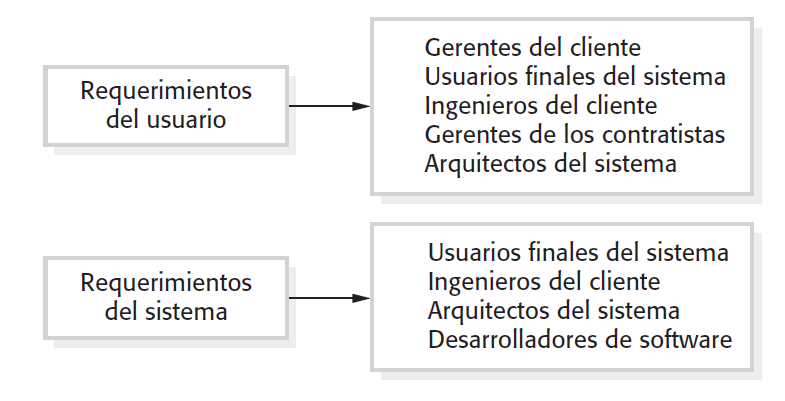 Requerimientos
del usuario
Gerentes del cliente
Usuarios finales del sistema
Ingenieros del cliente
Gerentes de los contratistas
Arquitectos del sistema
Requerimientos
del sistema
Usuarios finales del sistema
Ingenieros del cliente
Arquitectos del sistema
Desarrolladores de software